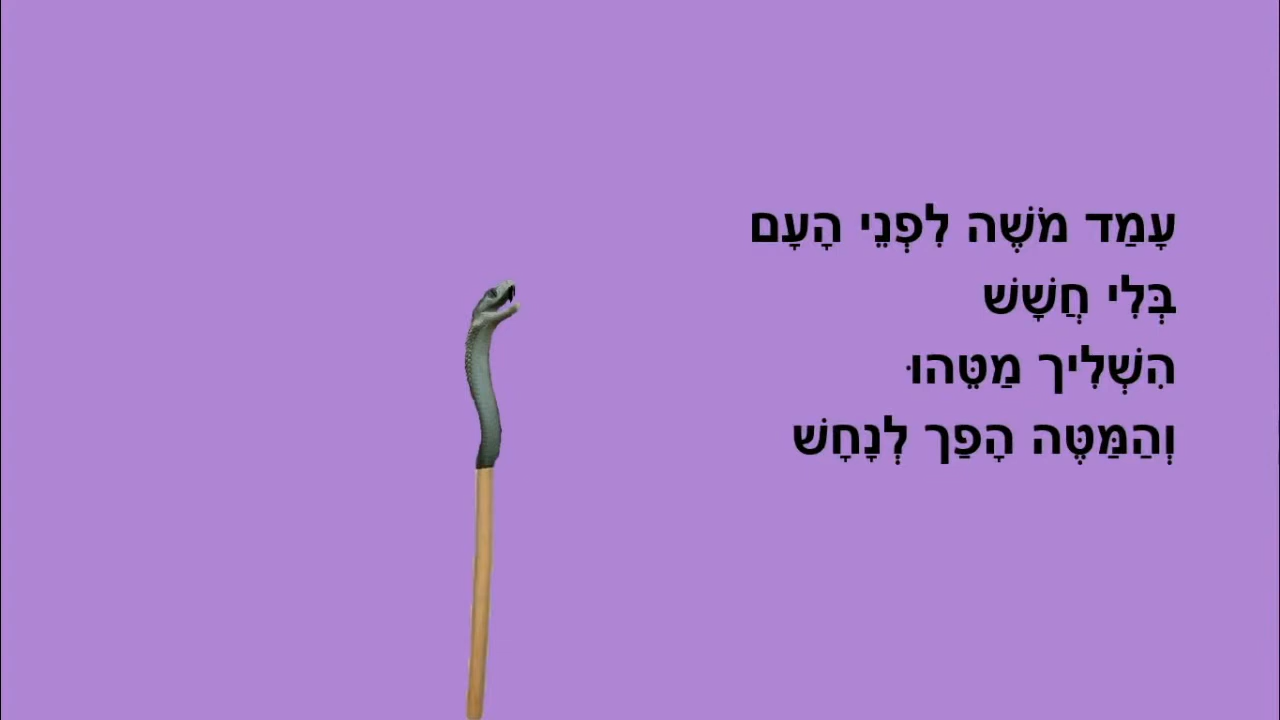 עָמַד מֹשֶׁה לִפְנֵי הָעָם
בְּלִי חֲשָׁשׁ
הִשְׁלִיך מַטֵּהוּ
וְהַמַּטֶּה הָפַך לְנָחָשׁ